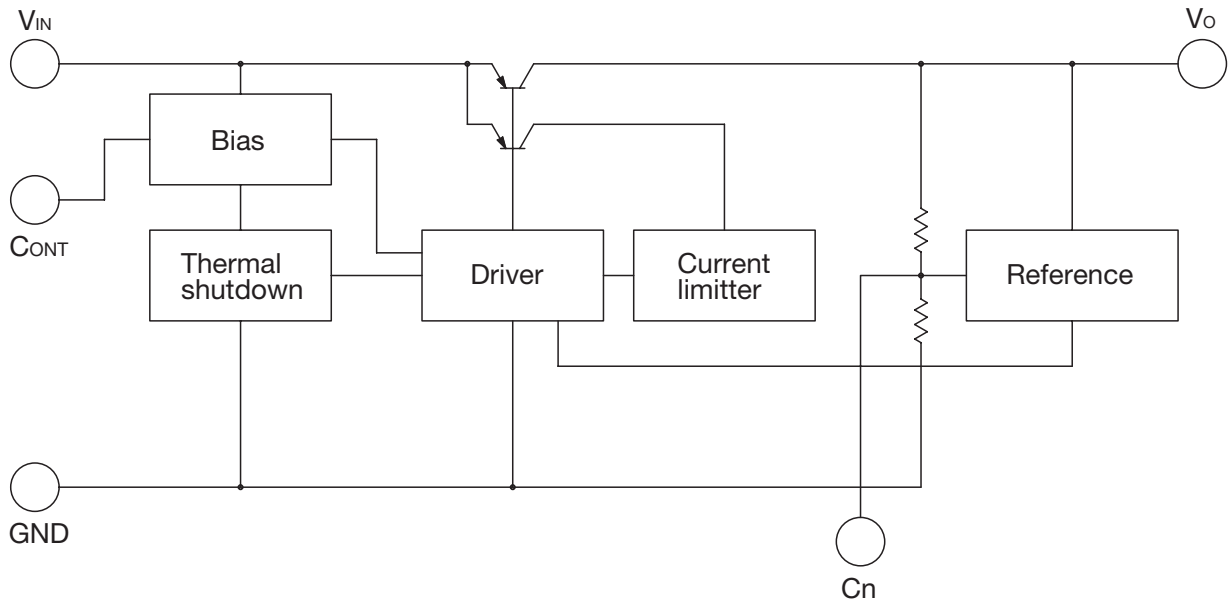 VIN
VO
Bias
CONT
Thermal
shutdown
Driver
Current
limitter
Reference
GND
Cn